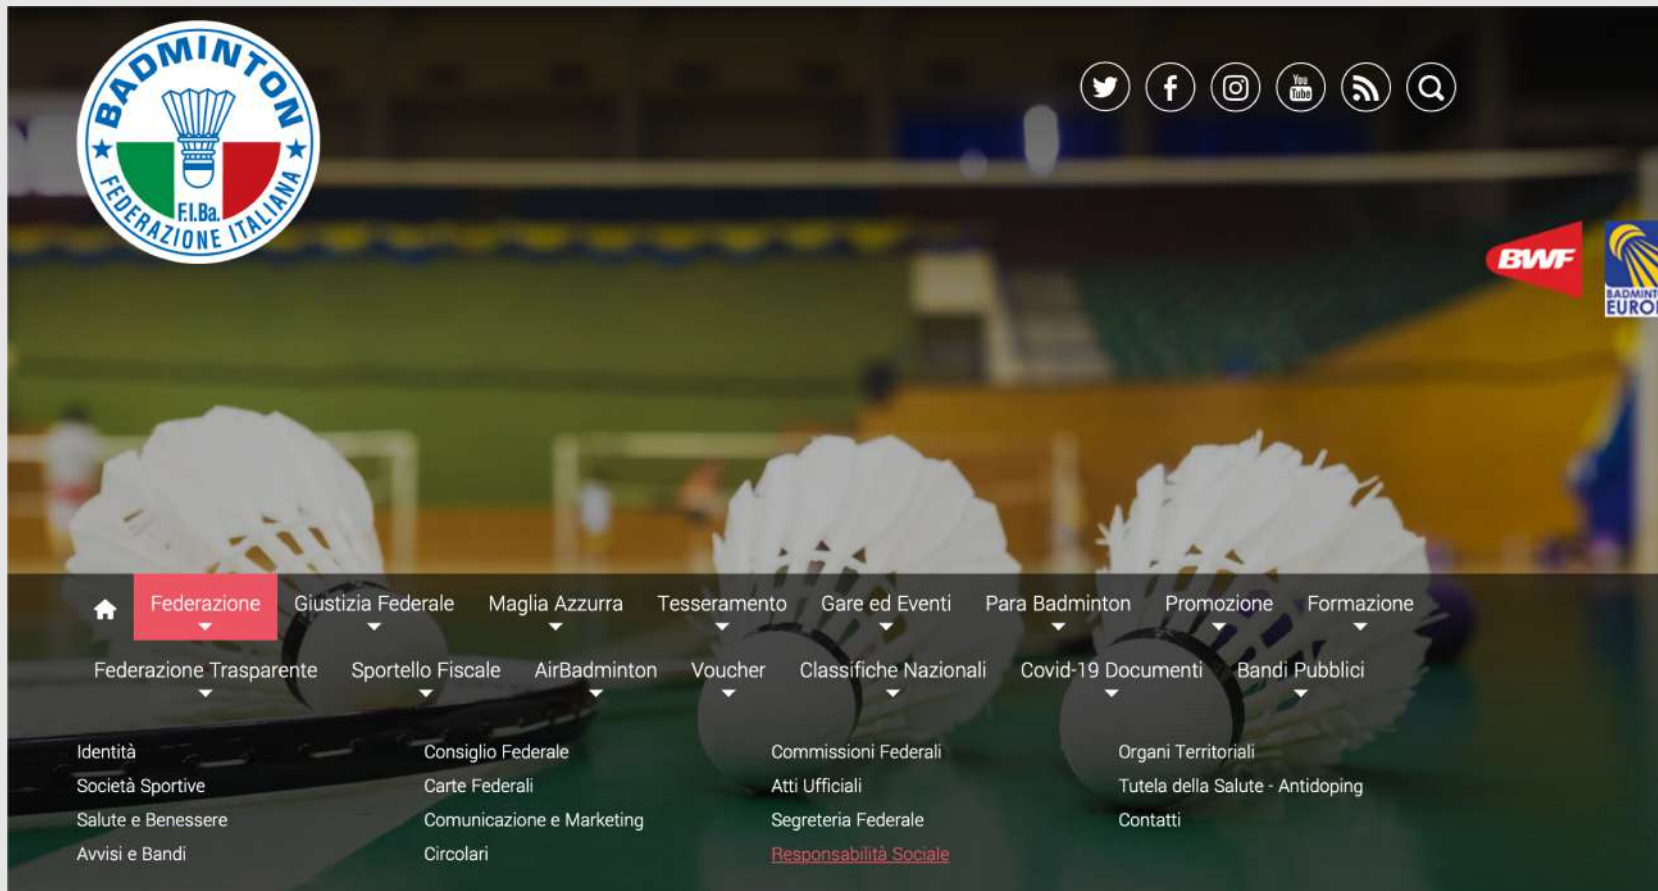 BADMINTON
F.I.Ba.
FEDERAZIONE ITALIANA
You
Tube
BWF
Federazione Giustizia Federale Maglia Azzurra Tesseramento Gare ed Eventi Para Badminton Promozione Formazione
Federazione Trasparente Sportello Fiscale AirBadminton Voucher Classifiche Nazionali Covid-19 Documenti Bandi Pubblici
Identità Consiglio Federale Commissioni Federali Organi Territoriali
Società Sportive Carte Federali Atti Ufficiali Tutela della Salute - Antidoping
Salute e Benessere Comunicazione e Marketing Segreteria Federale Contatti
Avvisi e Bandi Circolari Responsabilità Sociale